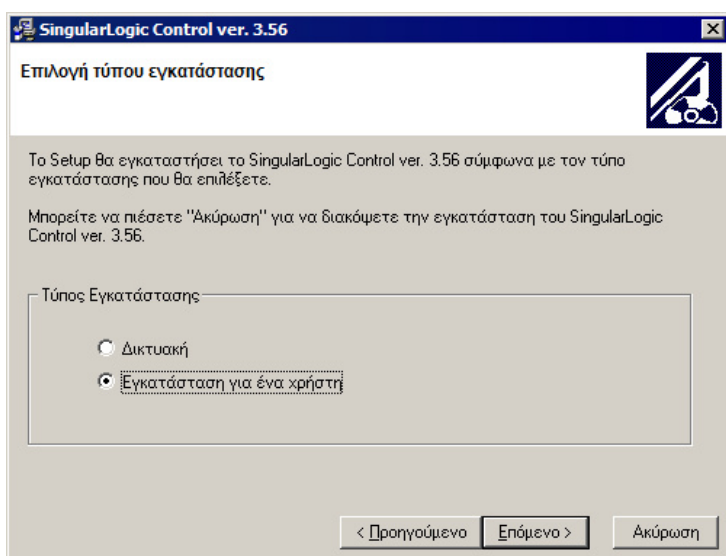 SingularLogic Control ver. 3.56
Επιλογή τύπου εγκατάστασης
Το Setup θα εγκαταστήσει το SingularLogic Control ver. 3.56 σύμφωνα με τον τύπο
εγκατάστασης που θα επιλέξετε.
Μπορείτε να πιέσετε "Ακύρωση" για να διακόψετε την εγκατάσταση του SingularLogic
Control ver. 3.56.
Τύπος Εγκατάστασης
Δικτυακή
Εγκατάσταση για ένα χρήστη
< Προηγούμενο
Επόμενο >
Ακύρωση